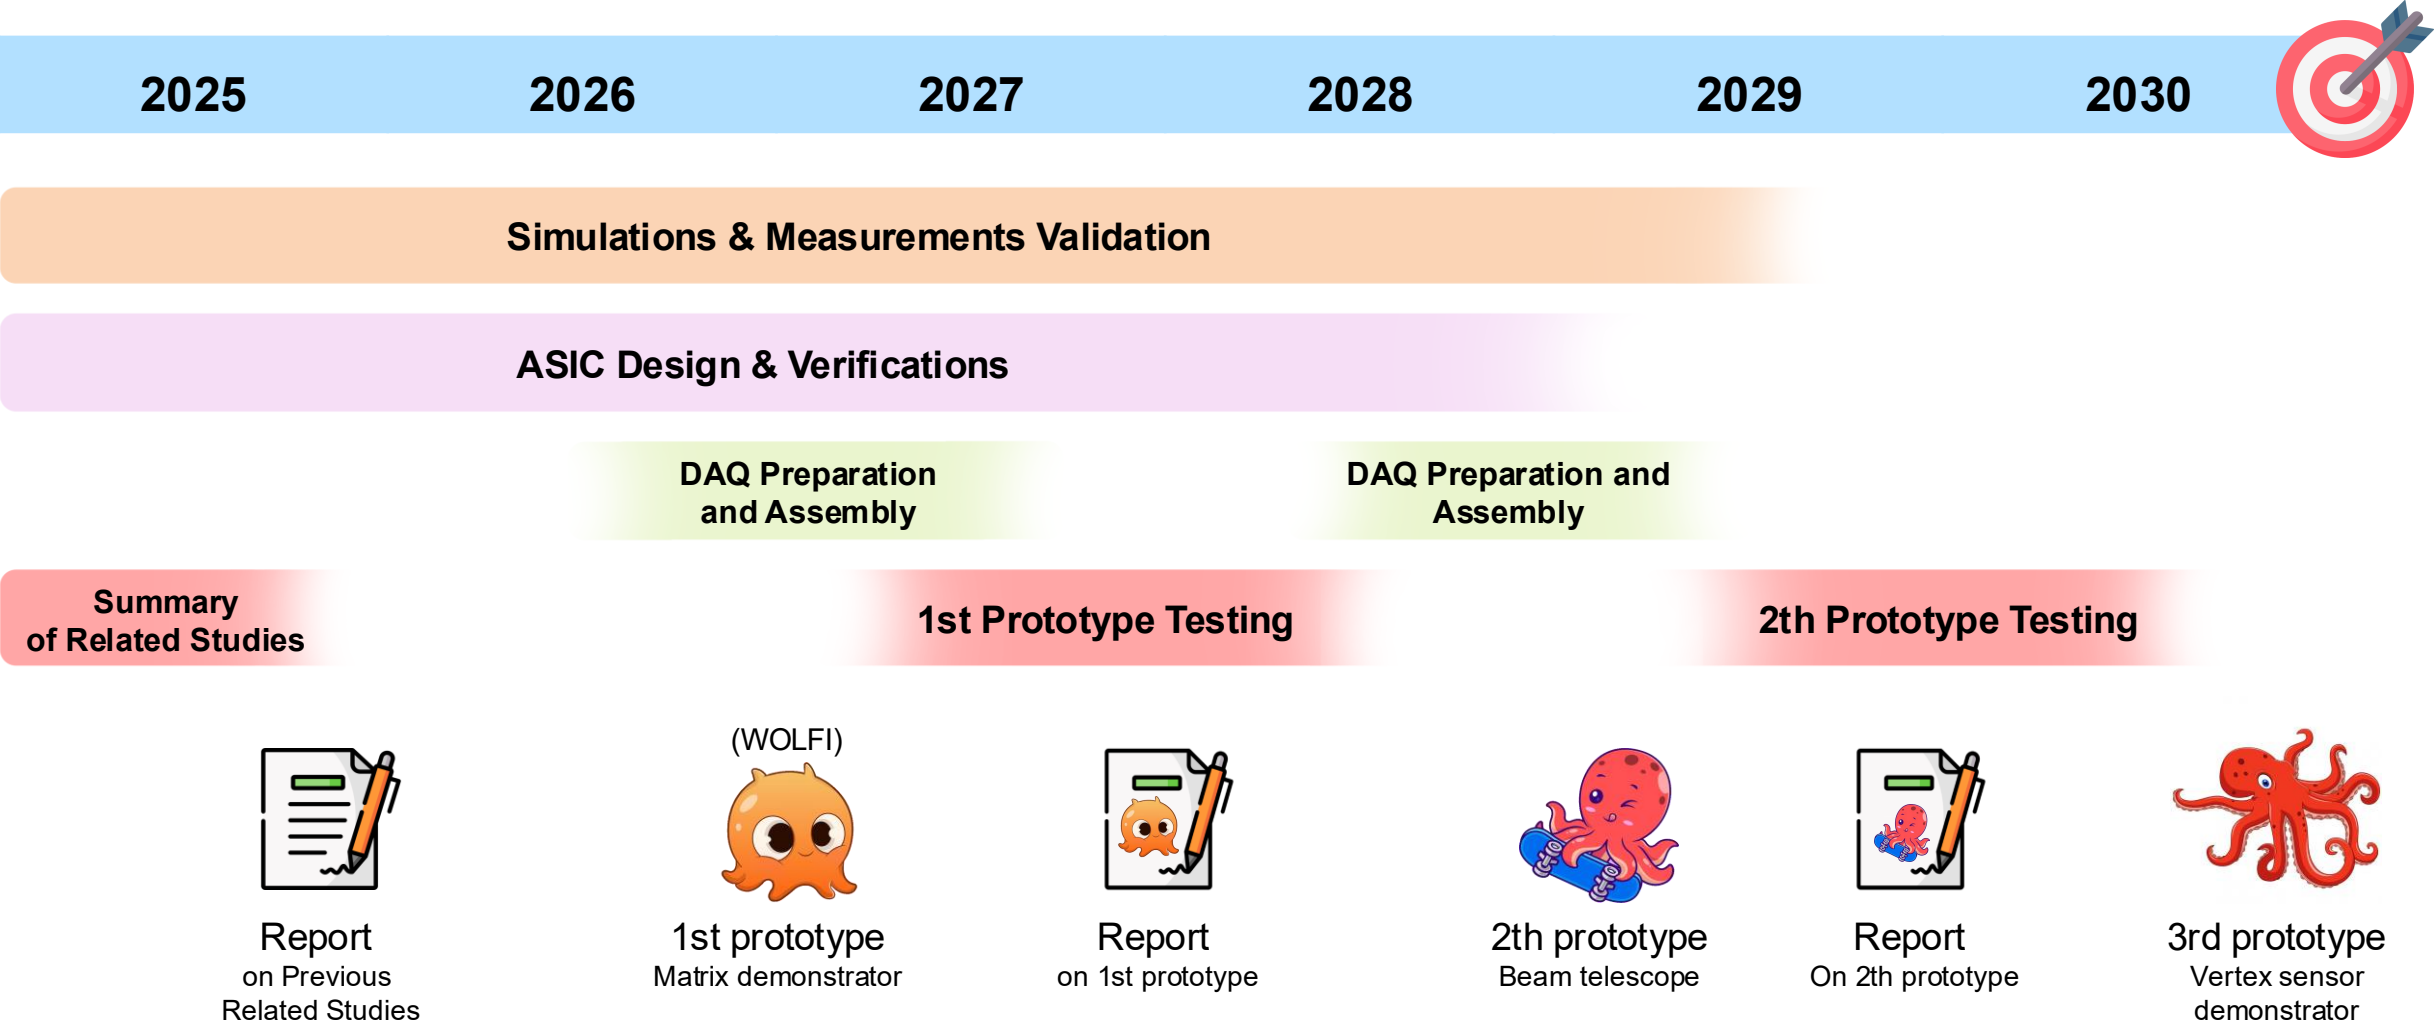 2025 2026 2027 2028 2029 2030
Simulations & Measurements Validation
ASIC Design & Verifications
DAQ Preparation
and Assembly
DAQ Preparation and
Assembly
Summary
of Related Studies
1st Prototype Testing
2th Prototype Testing
(WOLFI)
Report
on Previous
Related Studies
1st prototype
Matrix demonstrator
Report
on 1st prototype
2th prototype
Beam telescope
Report
On 2th prototype
3rd prototype
Vertex sensor
demonstrator